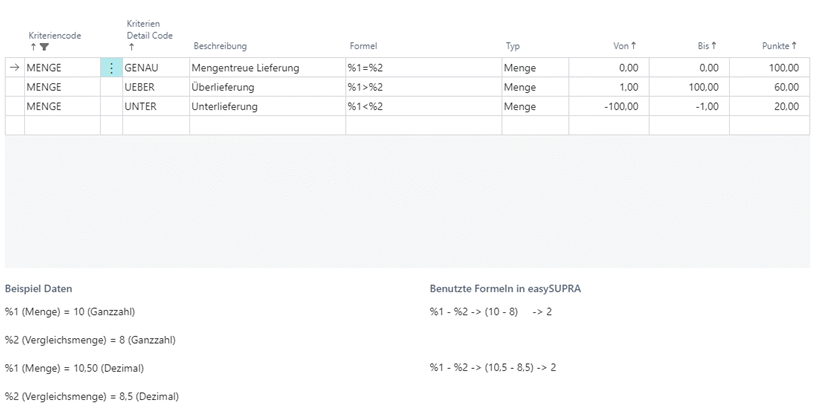 Kriteriencode ↑ Kriterien Detail Code ↑ Beschreibung Formel Typ Von ↑ Bis ↑ Punkte ↑
→ MENGE ⋮ GENAU Mengentreue Lieferung %1=%2 Menge 0,00 0,00 100,00
MENGE UEBER Überlieferung %1>%2 Menge 1,00 100,00 60,00
MENGE UNTER Unterlieferung %1<%2 Menge -100,00 -1,00 20,00
Beispiel Daten Benutzte Formeln in easySUPRA
%1 (Menge) = 10 (Ganzzahl) %1 - %2 -> (10 - 8) -> 2
%2 (Vergleichsmenge) = 8 (Ganzzahl)
%1 (Menge) = 10,50 (Dezimal) %1 - %2 -> (10,5 - 8,5) -> 2
%2 (Vergleichsmenge) = 8,5 (Dezimal)